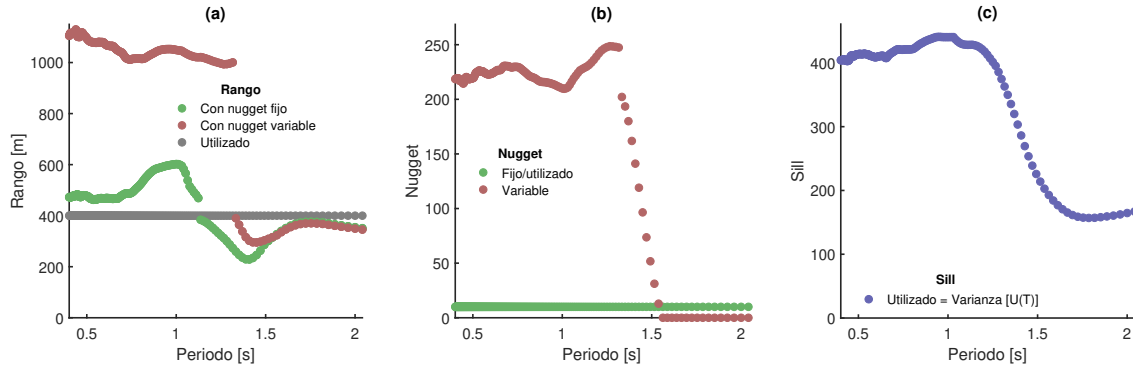 (a)
1000
800
600
400
200
0
0.5
1
1.5
2
Rango [m]
Periodo [s]
Rango
Con nugget fijo
Con nugget variable
Utilizado
(b)
250
200
150
100
50
0
0.5
1
1.5
2
Nugget
Periodo [s]
Nugget
Fijo/utilizado
Variable
(c)
400
300
200
100
0
0.5
1
1.5
2
Sill
Periodo [s]
Sill
Utilizado = Varianza [U(T)]